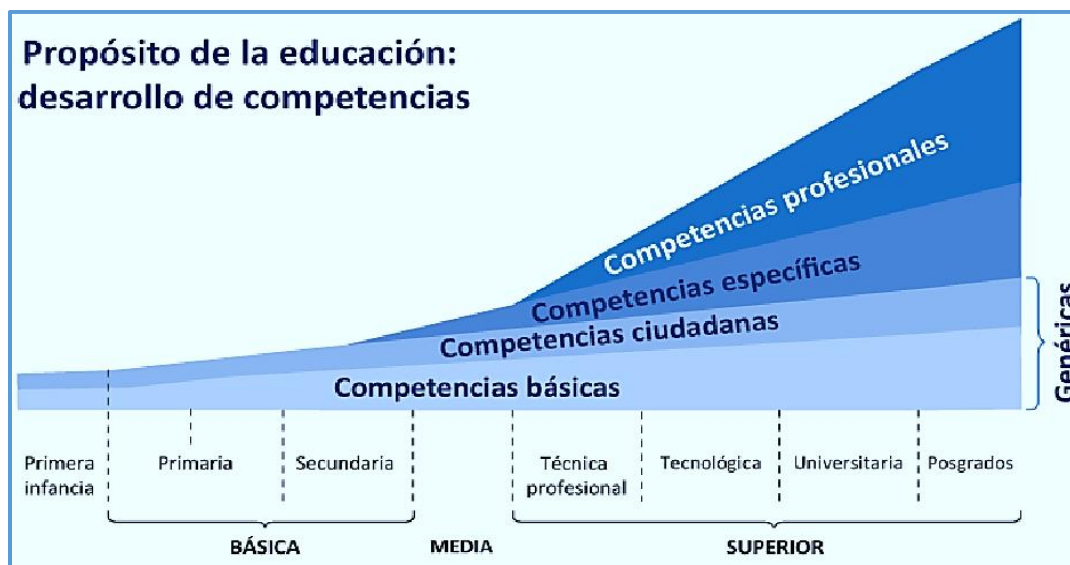 Propósito de la educación:
desarrollo de competencias
Competencias profesionales
Competencias específicas
Competencias ciudadanas
Competencias básicas
Genéricas
Primera
infancia
Primaria
Secundaria
Técnica
profesional
Tecnológica
Universitaria
Posgrados
BÁSICA
MEDIA
SUPERIOR